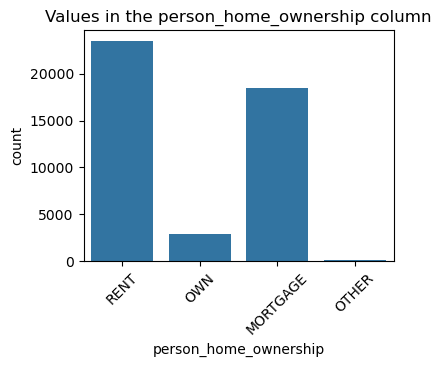 Values in the person_home_ownership column
20000
15000
10000
5000
0
count
RENT
OWN
MORTGAGE
OTHER
person_home_ownership